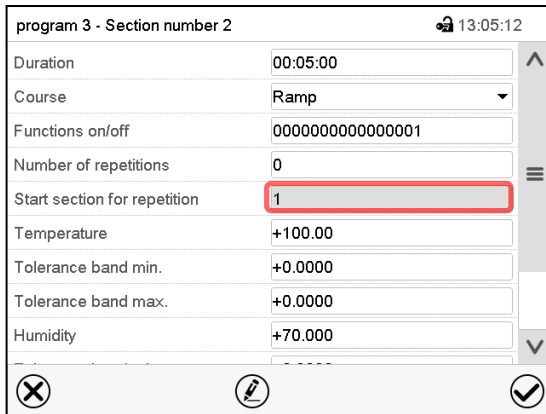 program 3 - Section number 2 13:05:12
Duration 00:05:00
Course Ramp
Functions on/off 0000000000000001
Number of repetitions 0
Start section for repetition 1
Temperature +100.00
Tolerance band min. +0.0000
Tolerance band max. +0.0000
Humidity +70.000